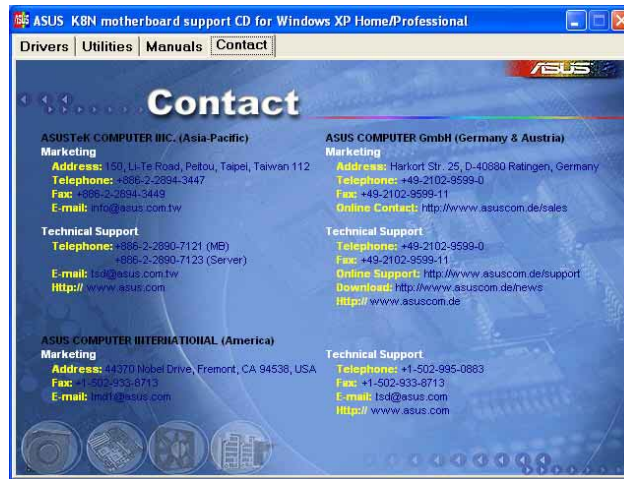 ASUS K8N motherboard support CD for Windows XP Home/Professional
Drivers Utilities Manuals Contact
ASUS
Contact
ASUSTeK COMPUTER INC. (Asia-Pacific)
Marketing
Address: 150, Li-Te Road, Peitou, Taipei, Taiwan 112
Telephone: +886-2-2894-3447
Fax: +886-2-2894-3449
E-mail: info@asus.com.tw
Technical Support
Telephone: +886-2-2890-7121 (MB)
+886-2-2890-7123 (Server)
E-mail: tsd@asus.com.tw
Http:// www.asus.com
ASUS COMPUTER GmbH (Germany & Austria)
Marketing
Address: Harkort Str. 25, D-40880 Ratingen, Germany
Telephone: +49-2102-9599-0
Fax: +49-2102-9599-11
Online Contact: http://www.asuscom.de/sales
Technical Support
Telephone: +49-2102-9599-0
Fax: +49-2102-9599-11
Online Support: http://www.asuscom.de/support
Download: http://www.asuscom.de/news
Http:// www.asuscom.de
ASUS COMPUTER INTERNATIONAL (America)
Marketing
Address: 44370 Nobel Drive, Fremont, CA 94538, USA
Fax: +1-502-933-8713
E-mail: tmd1@asus.com
Technical Support
Telephone: +1-502-995-0883
Fax: +1-502-933-8713
E-mail: tsd@asus.com
Http:// www.asus.com